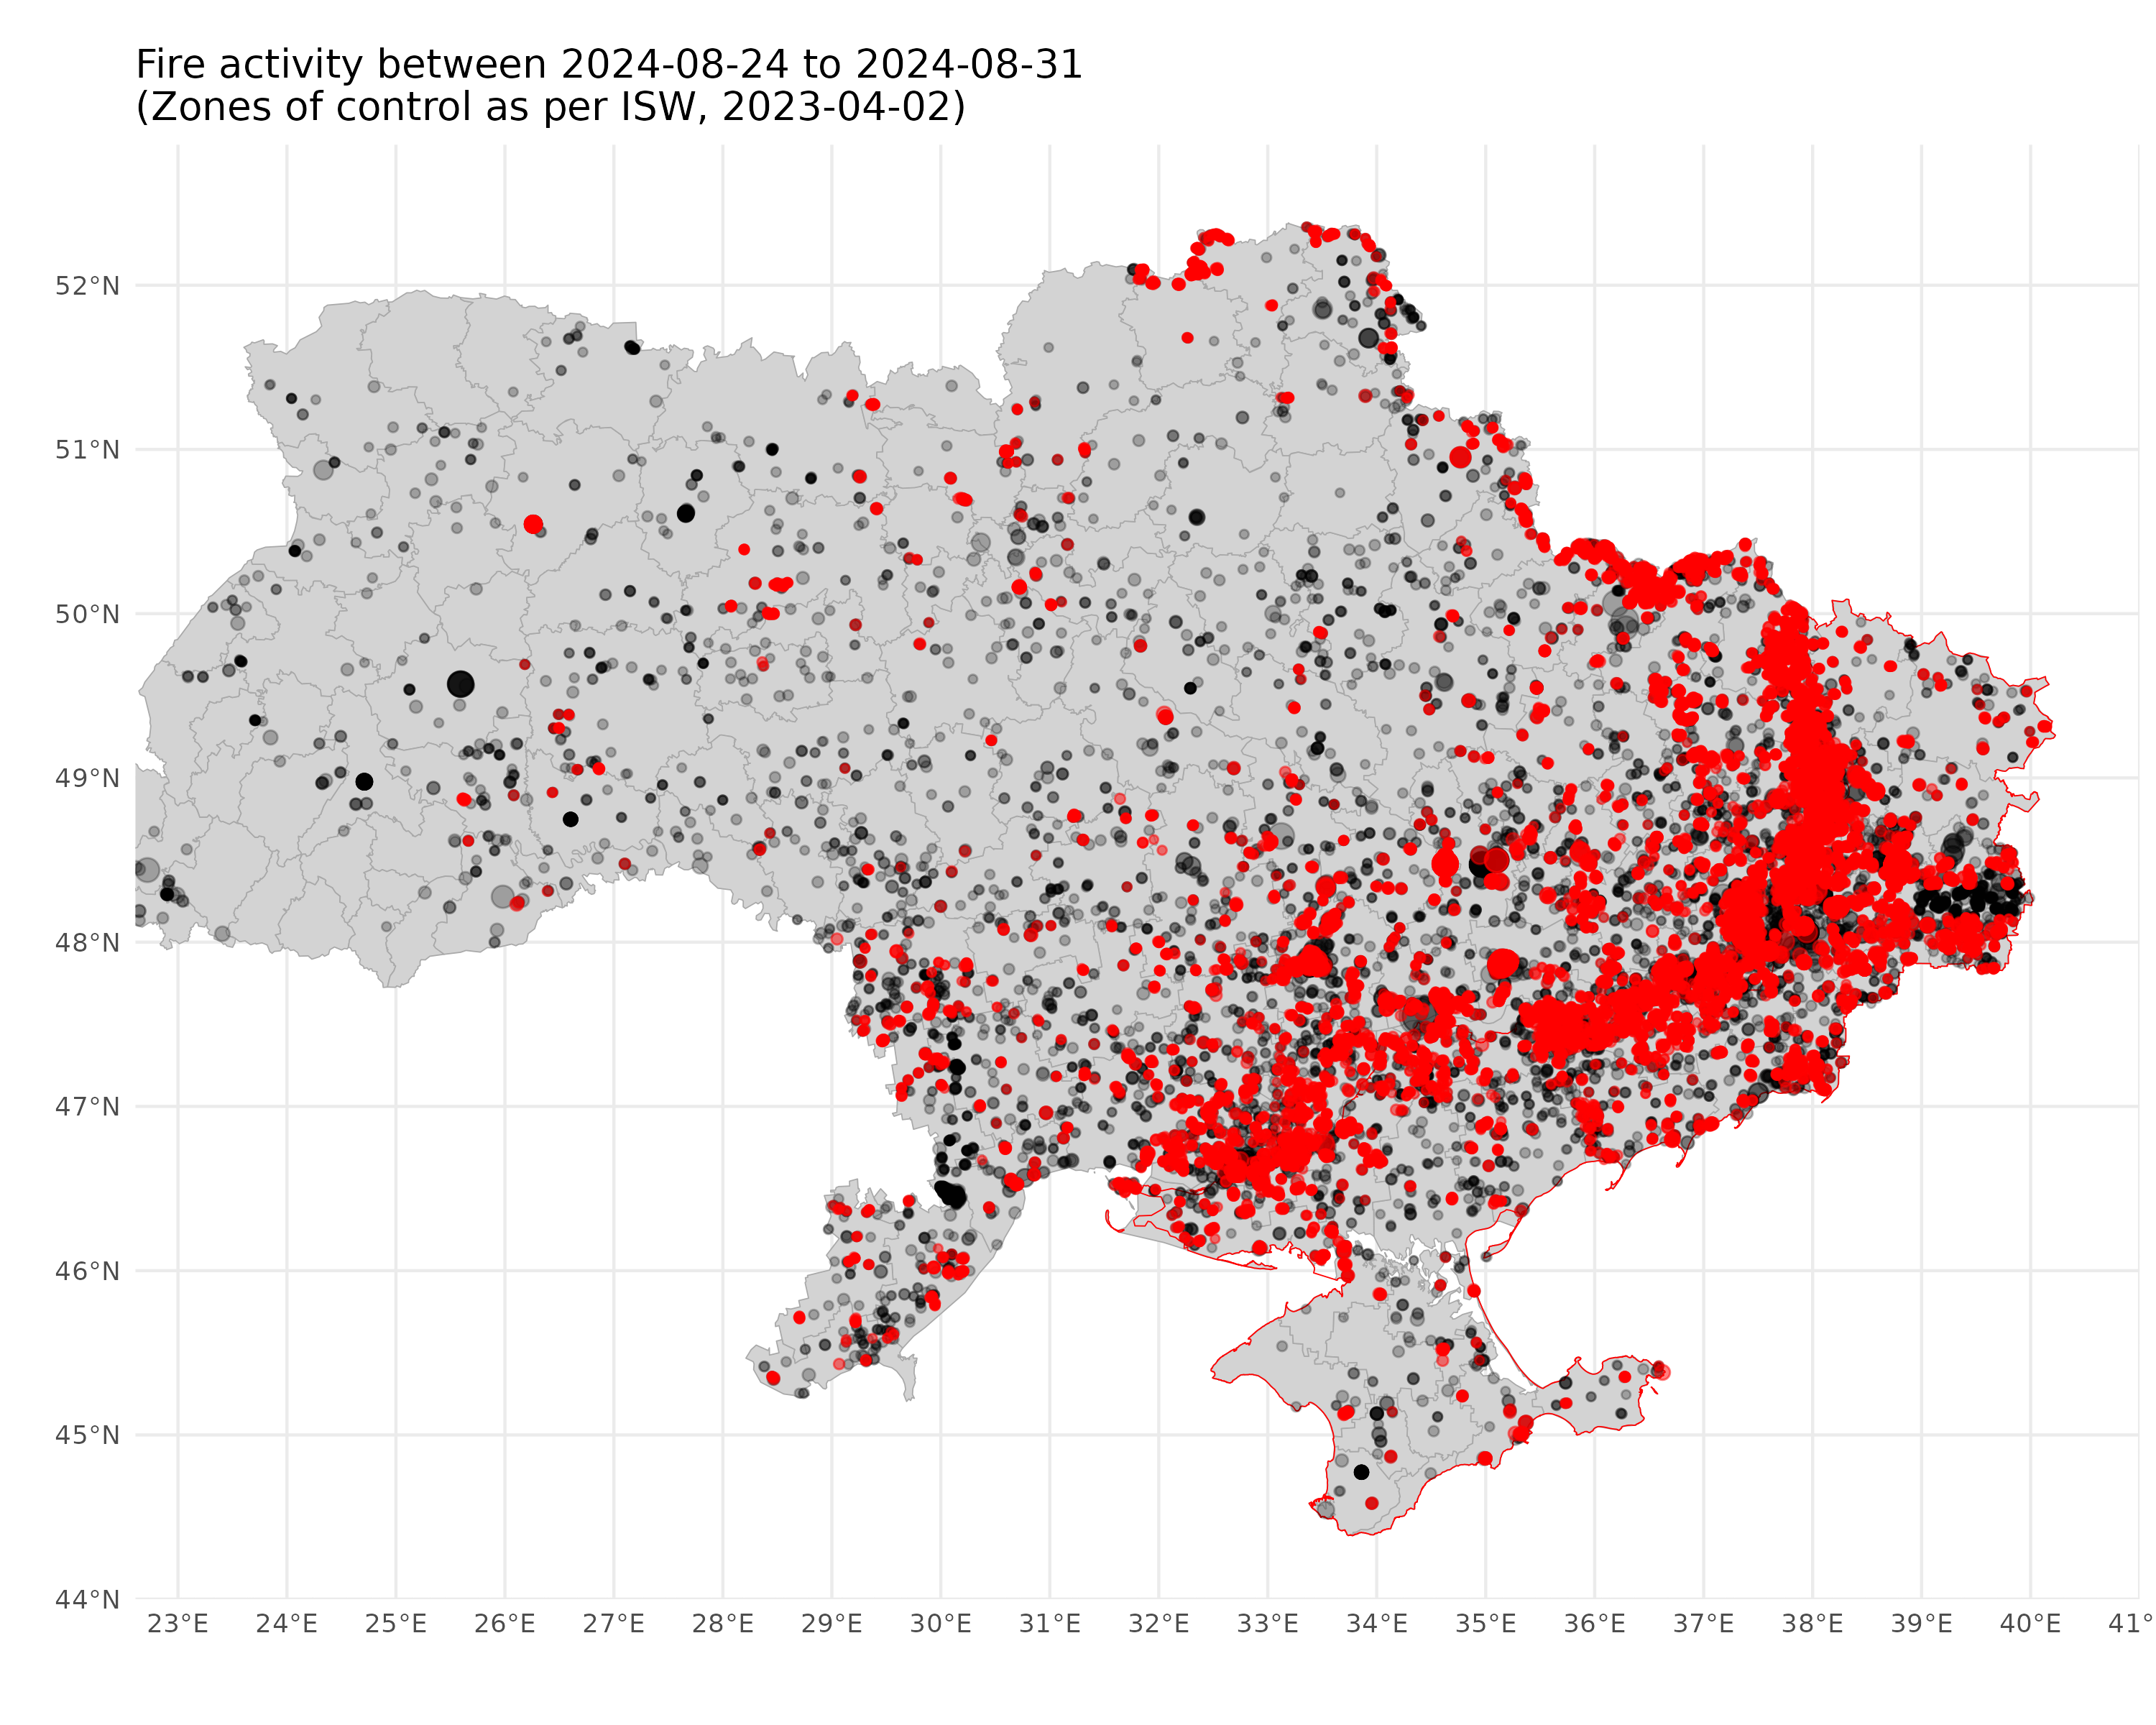 Fire activity between 2024-08-24 to 2024-08-31
(Zones of control as per ISW, 2023-04-02)
52°N
51°N
50°N
49°N
48°N
47°N
46°N
45°N
44°N
23°E 24°E 25°E 26°E 27°E 28°E 29°E 30°E 31°E 32°E 33°E 34°E 35°E 36°E 37°E 38°E 39°E 40°E 41°